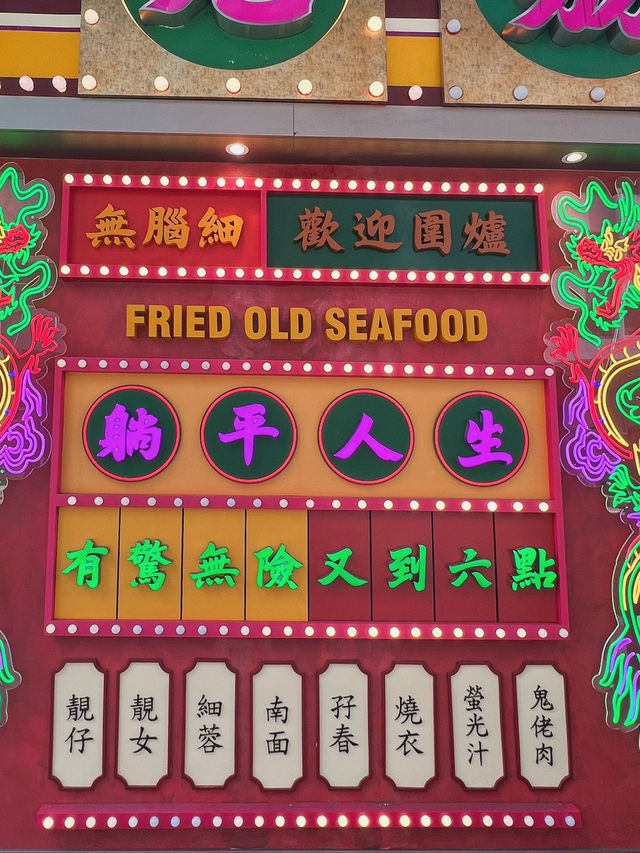 無腦細 歡迎圍爐
FRIED OLD SEAFOOD
躺平人生
有驚無險又到六點
靚仔 靚女 細蓉 南面 孖春 燒衣 螢光汁 鬼佬肉